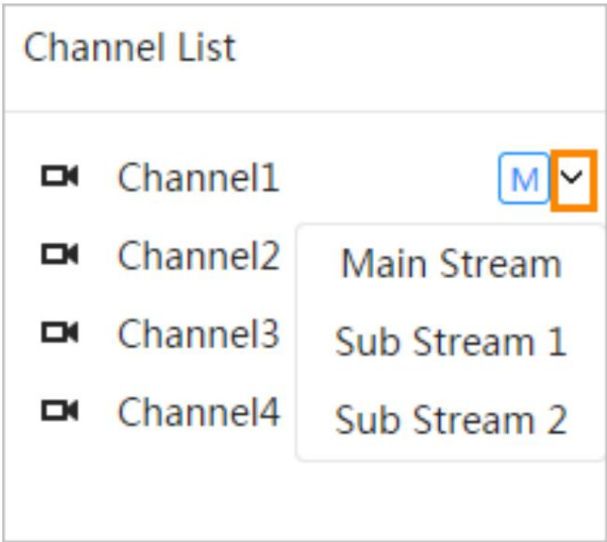 Channel List
Channel1 M
Channel2
Main Stream
Channel3
Sub Stream 1
Channel4
Sub Stream 2